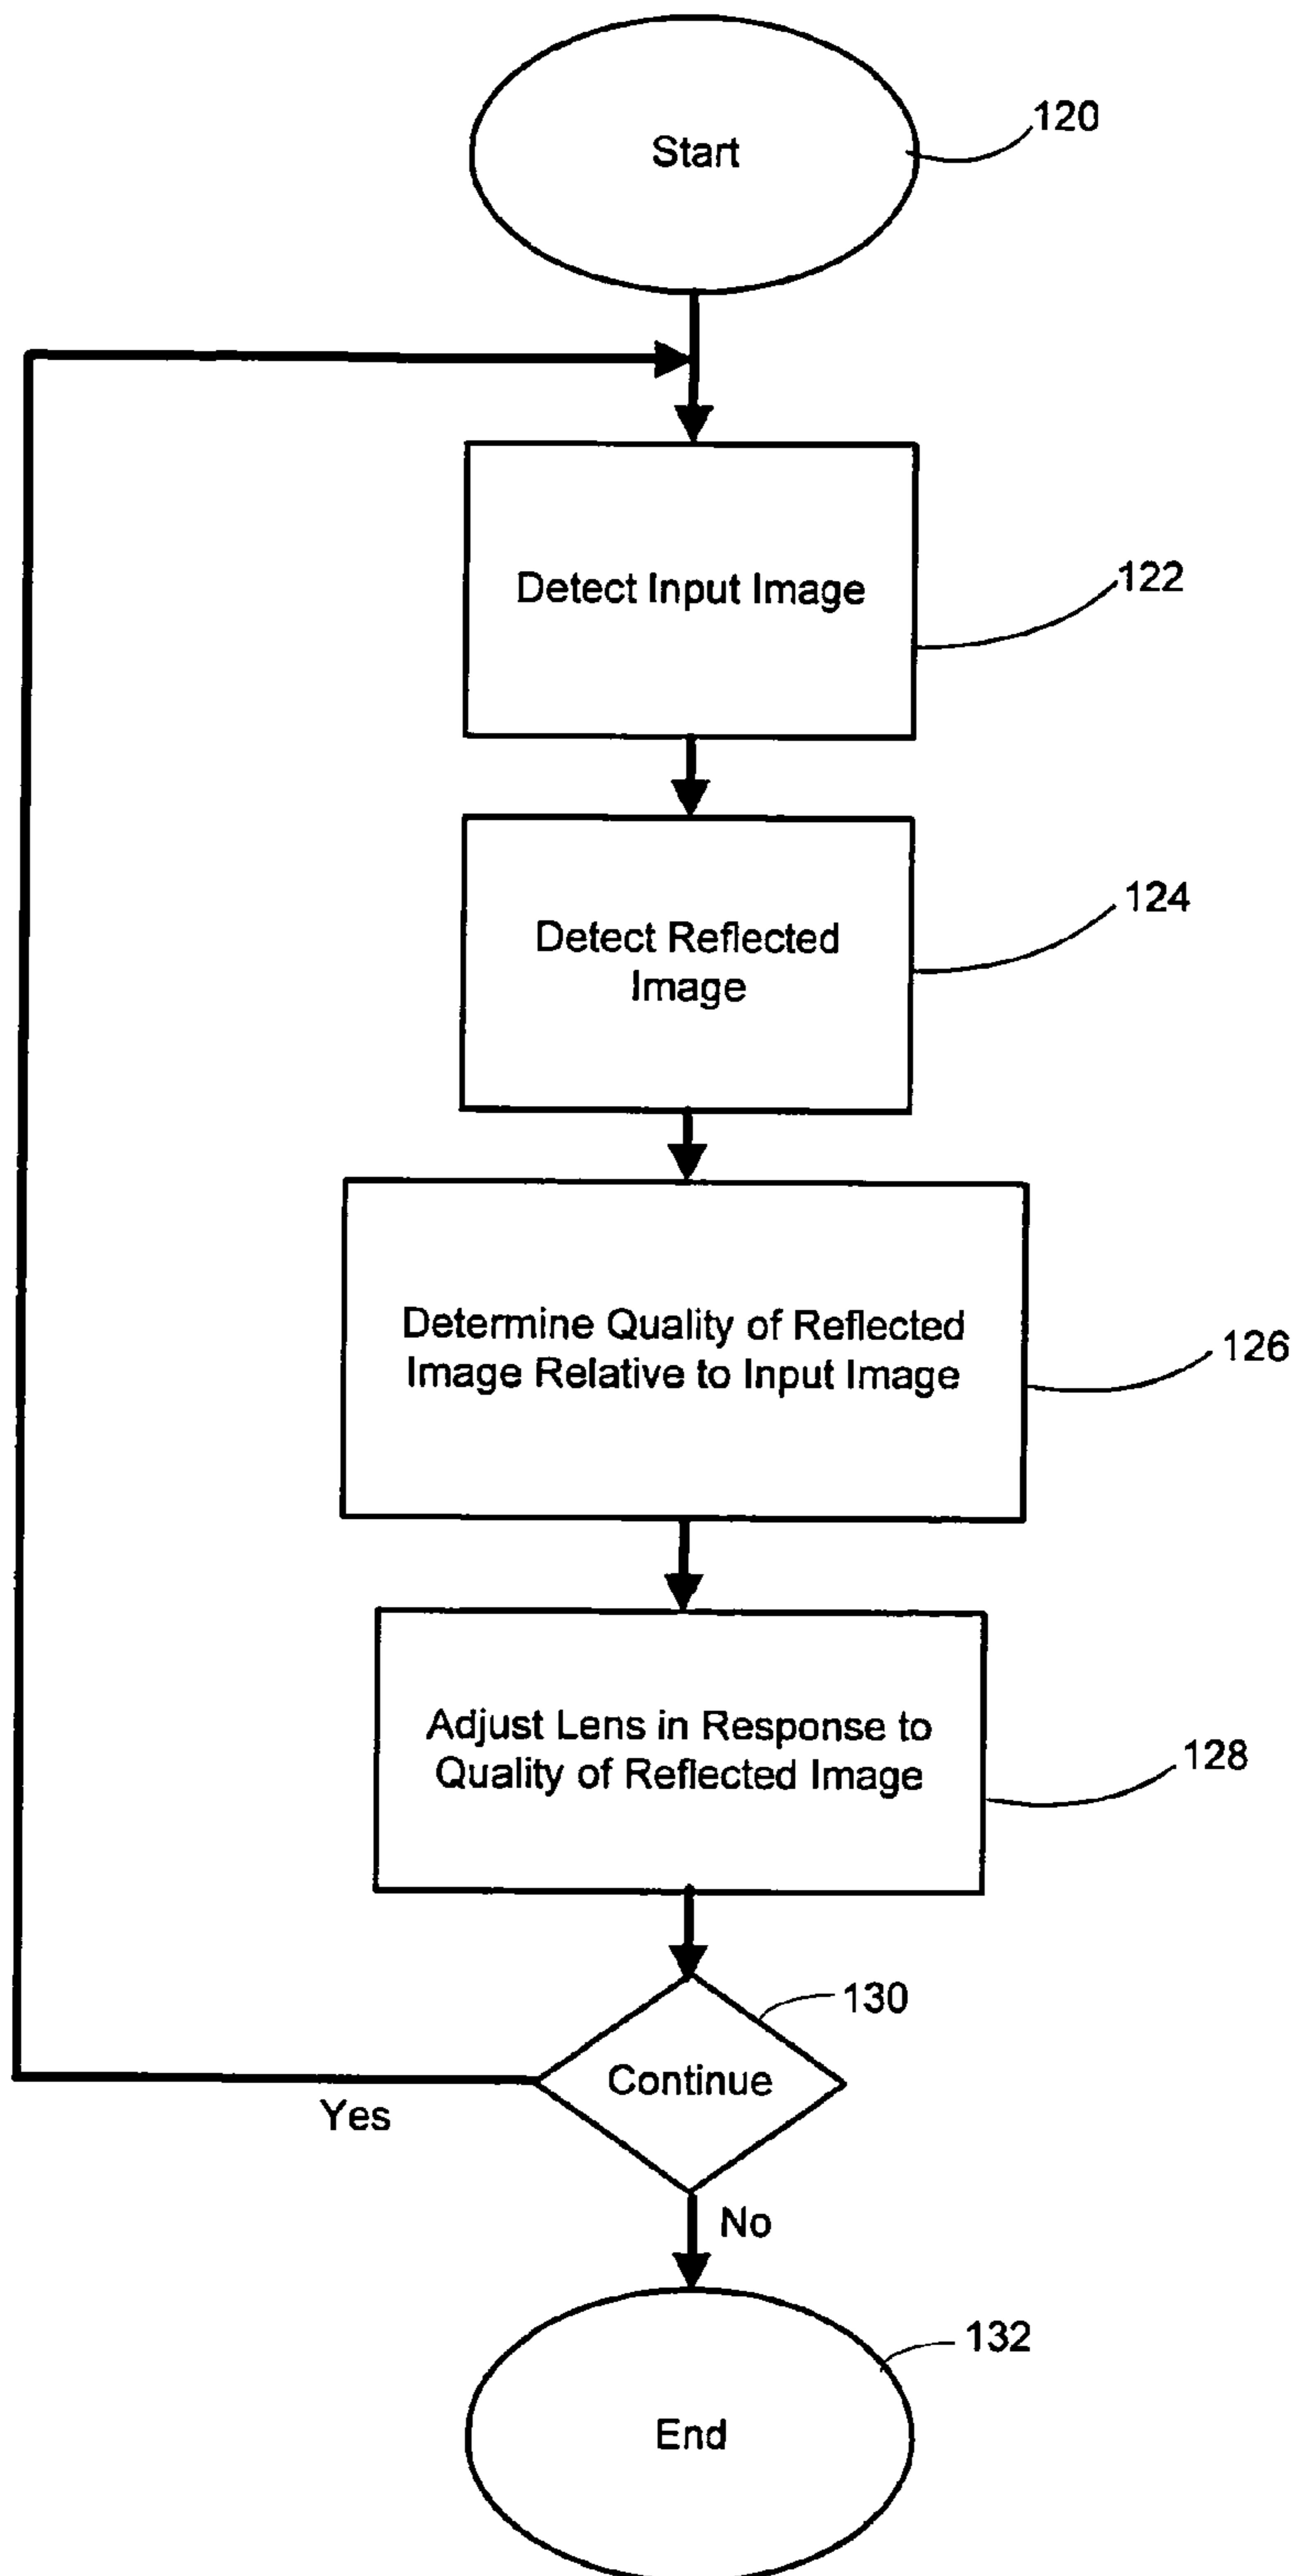 Start
120
Detect Input Image
122
Detect Reflected
Image
124
Determine Quality of Reflected
Image Relative to Input Image
126
Adjust Lens in Response to
Quality of Reflected Image
128
130
Continue
Yes
No
132
End